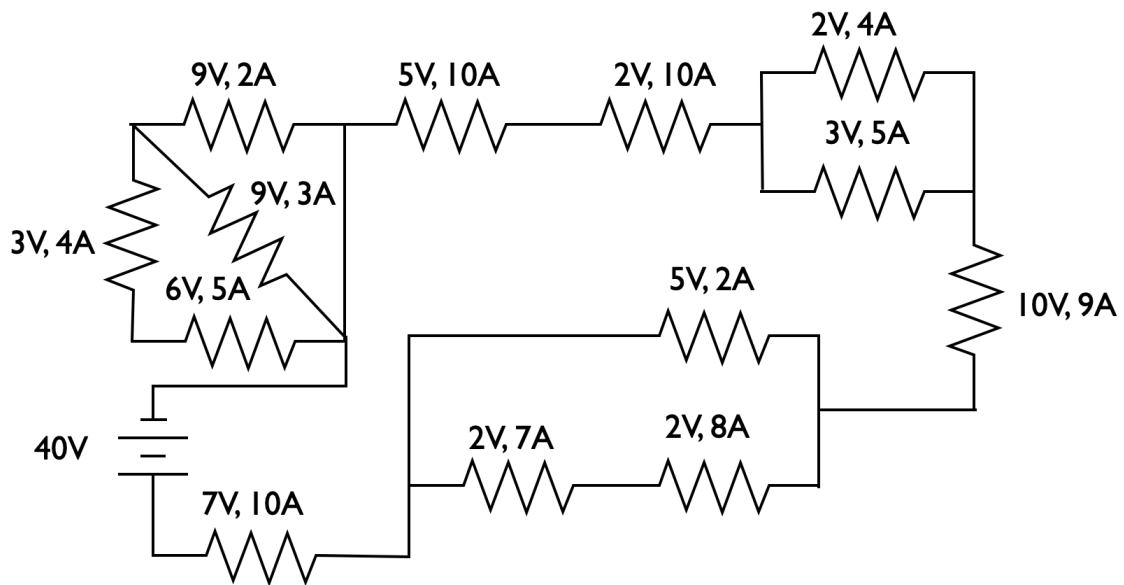 2V, 4A
9V, 2A
5V, 10A
2V, 10A
3V, 5A
9V, 3A
3V, 4A
6V, 5A
5V, 2A
10V, 9A
40V
2V, 7A
2V, 8A
7V, 10A